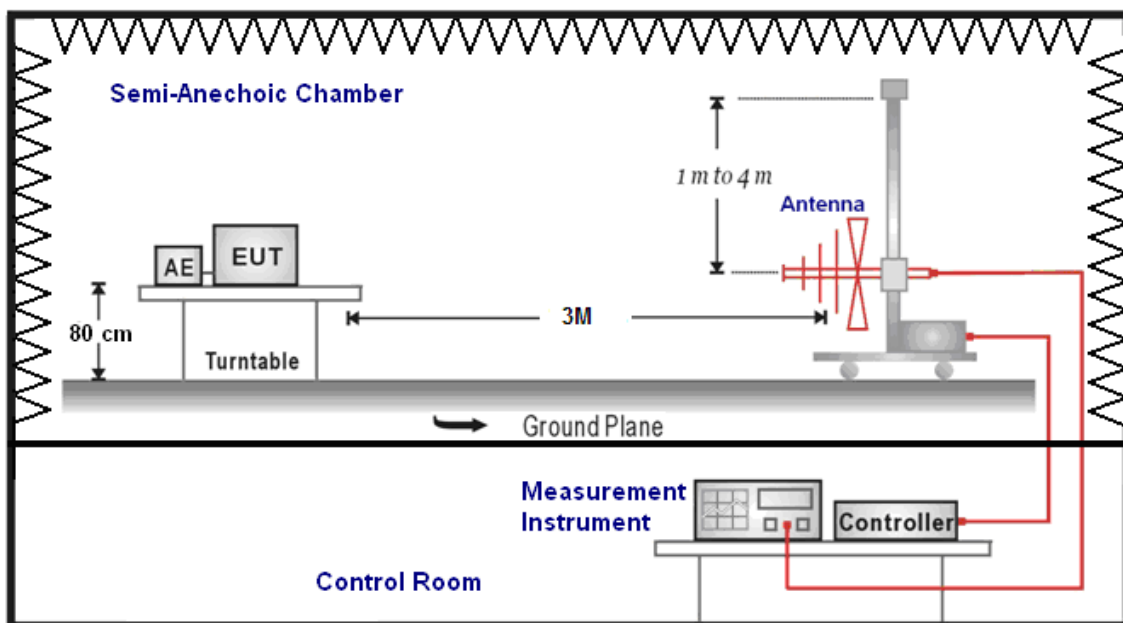 Semi-Anechoic Chamber
1 m to 4 m
Antenna
AE
EUT
80 cm
3M
Turntable
Ground Plane
Measurement
Instrument
Controller
Control Room